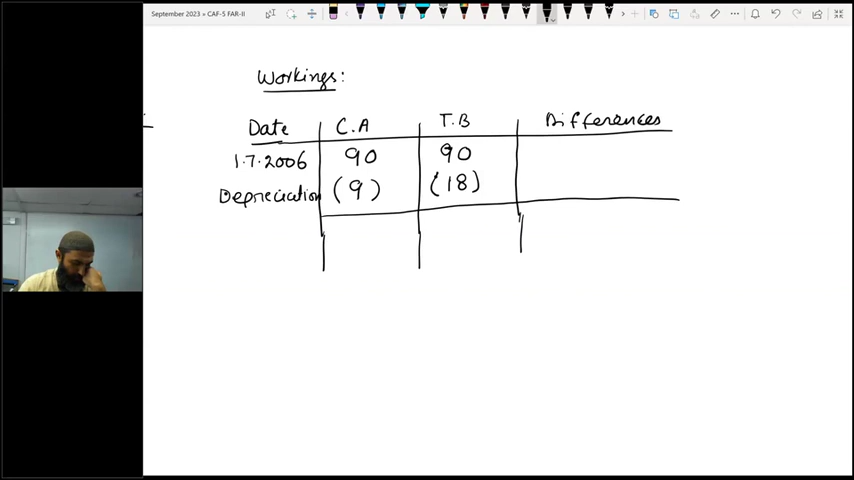 September 2023 » CAF-5 FAR-II
Workings:
Date C.A T.B Differences
1.7.2006 90 90
Depreciation (9) (18)